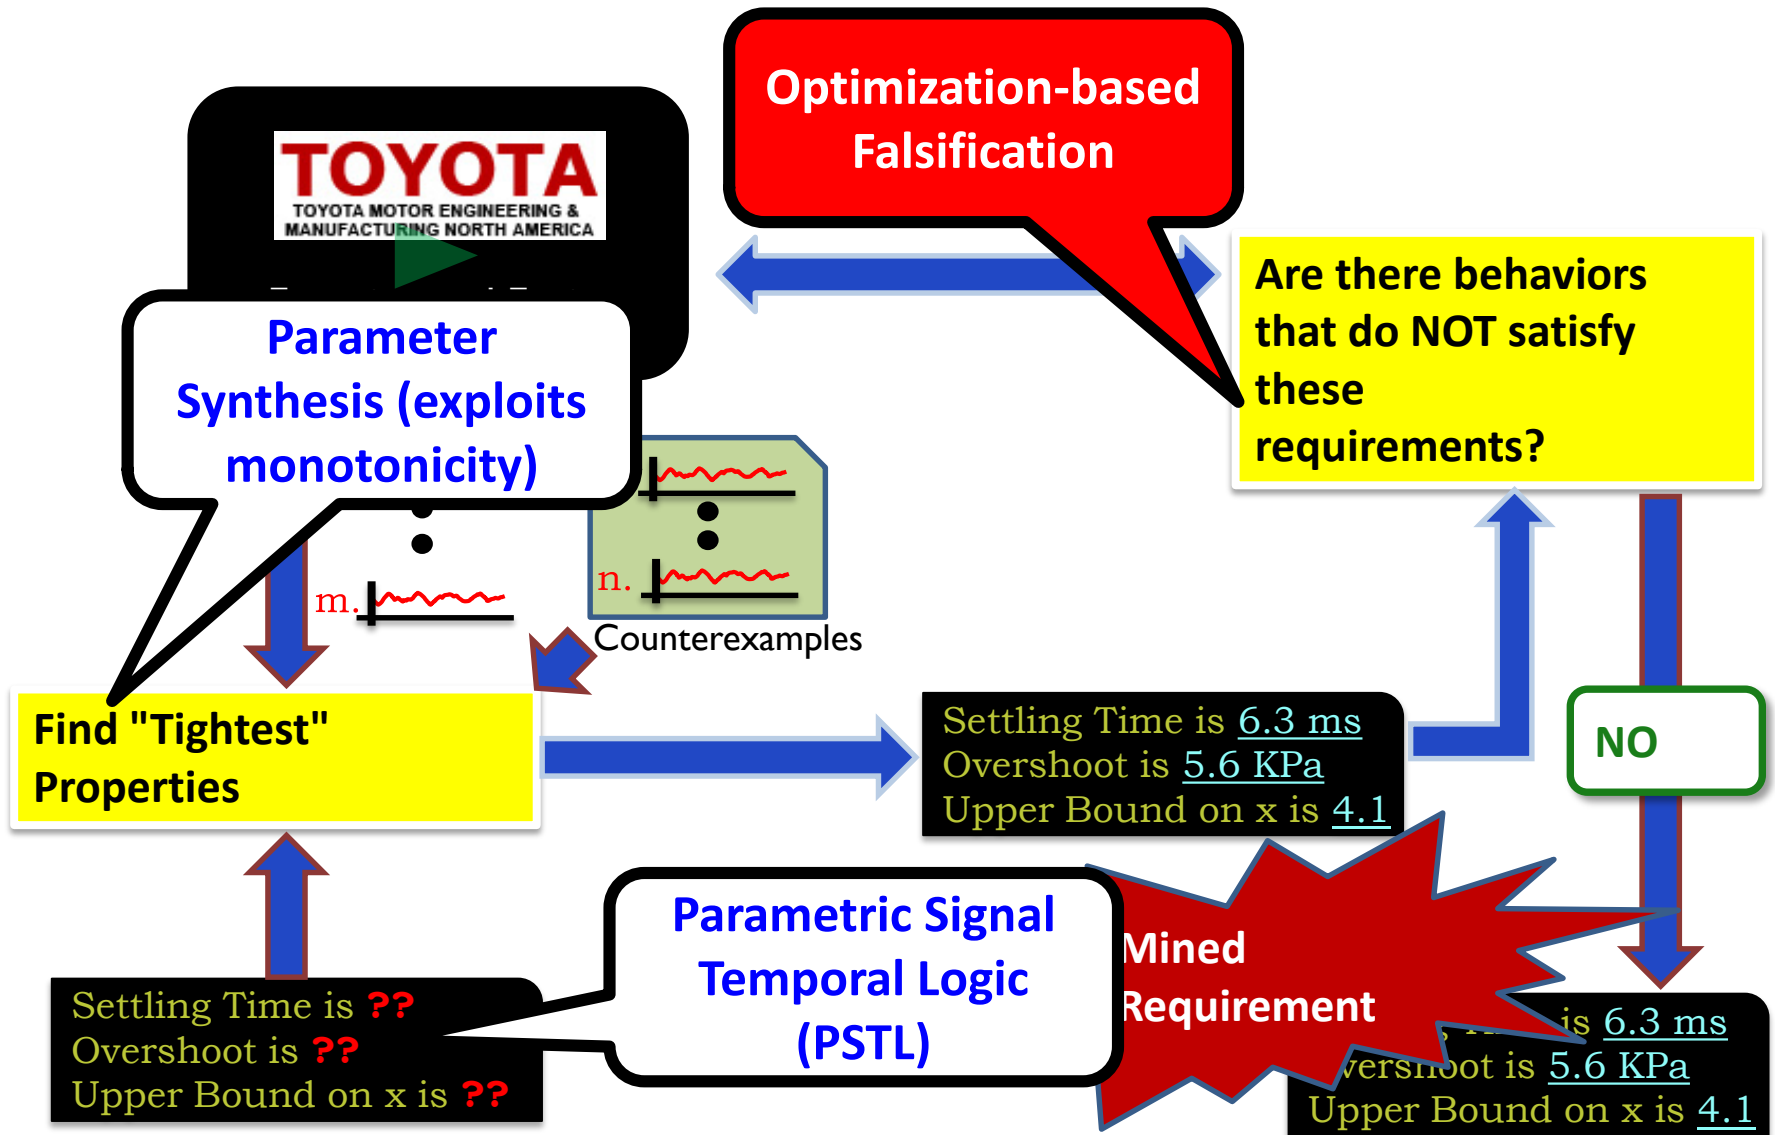 Optimization-based
Falsification
TOYOTA
TOYOTA MOTOR ENGINEERING &
MANUFACTURING NORTH AMERICA
Are there behaviors
that do NOT satisfy
these
requirements?
Parameter
Synthesis (exploits
monotonicity)
n.
m.
Counterexamples
Find "Tightest"
Properties
Settling Time is 6.3 ms
Overshoot is 5.6 KPa
Upper Bound on x is 4.1
NO
Parametric Signal
Temporal Logic
(PSTL)
Mined
Requirement
Settling Time is ??
Overshoot is ??
Upper Bound on x is ??
is 6.3 ms
vershoot is 5.6 KPa
Upper Bound on x is 4.1